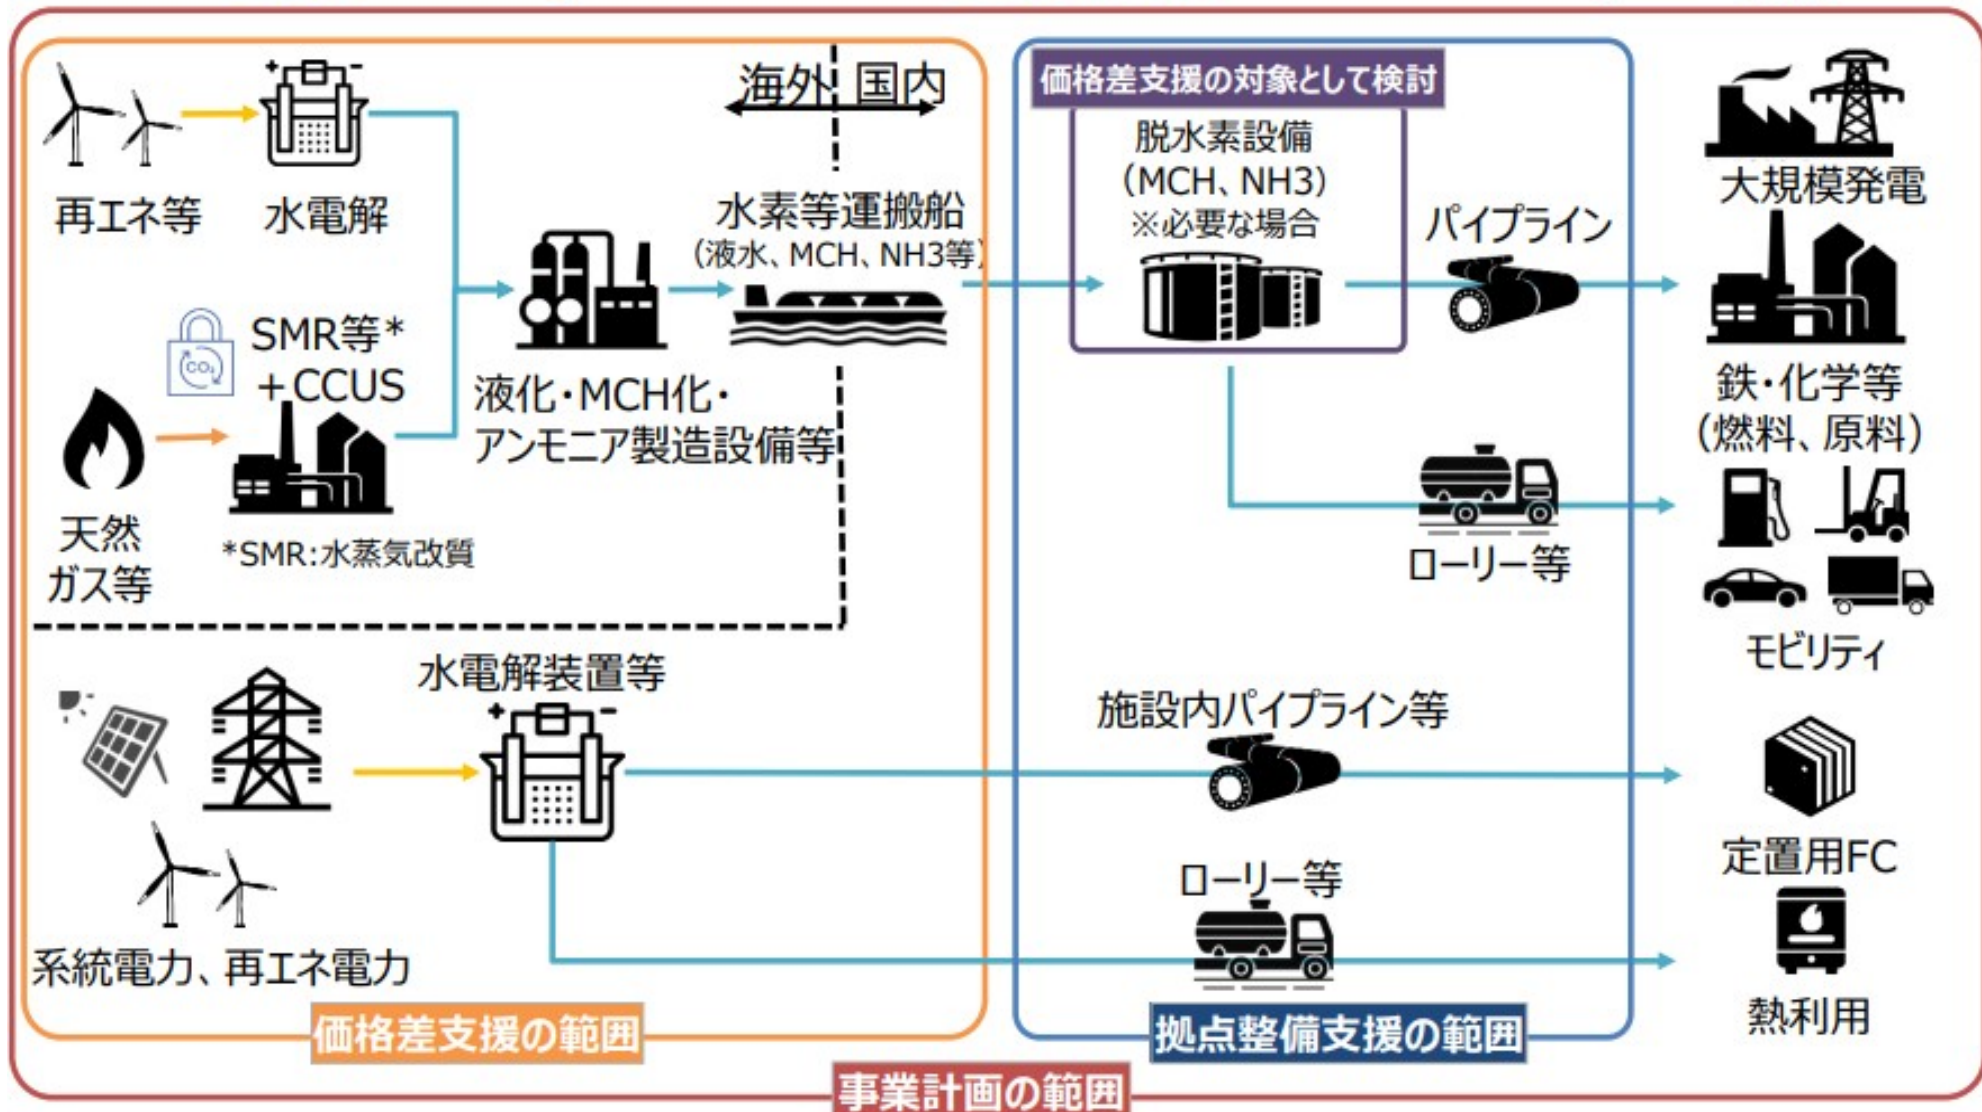 海外 国内
再エネ等
水電解
水素等運搬船
(液水、MCH、NH3等)
SMR等*
+CCUS
CO₂
液化・MCH化・
アンモニア製造設備等
天然
ガス等
*SMR:水蒸気改質
水電解装置等
系統電力、再エネ電力
価格差支援の範囲
価格差支援の対象として検討
脱水素設備
(MCH、NH3)
※必要な場合
パイプライン
ローリー等
施設内パイプライン等
ローリー等
拠点整備支援の範囲
大規模発電
鉄・化学等
(燃料、原料)
モビリティ
定置用FC
熱利用
事業計画の範囲